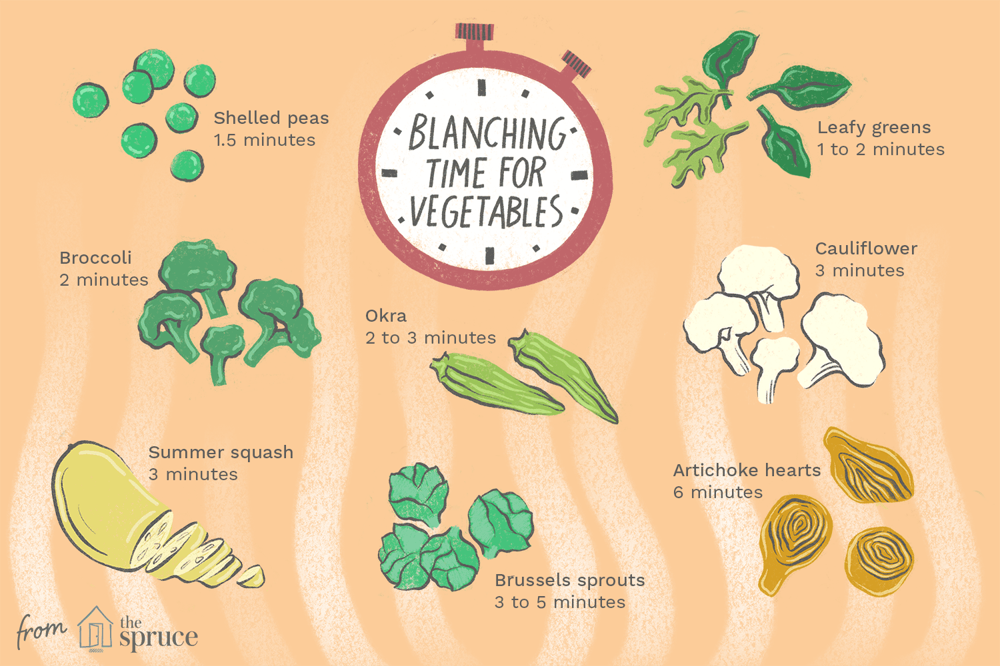 BLANCHING
TIME FOR
VEGETABLES
Shelled peas
1.5 minutes
Leafy greens
1 to 2 minutes
Broccoli
2 minutes
Cauliflower
3 minutes
Okra
2 to 3 minutes
Summer squash
3 minutes
Artichoke hearts
6 minutes
Brussels sprouts
3 to 5 minutes
from
the
spruce